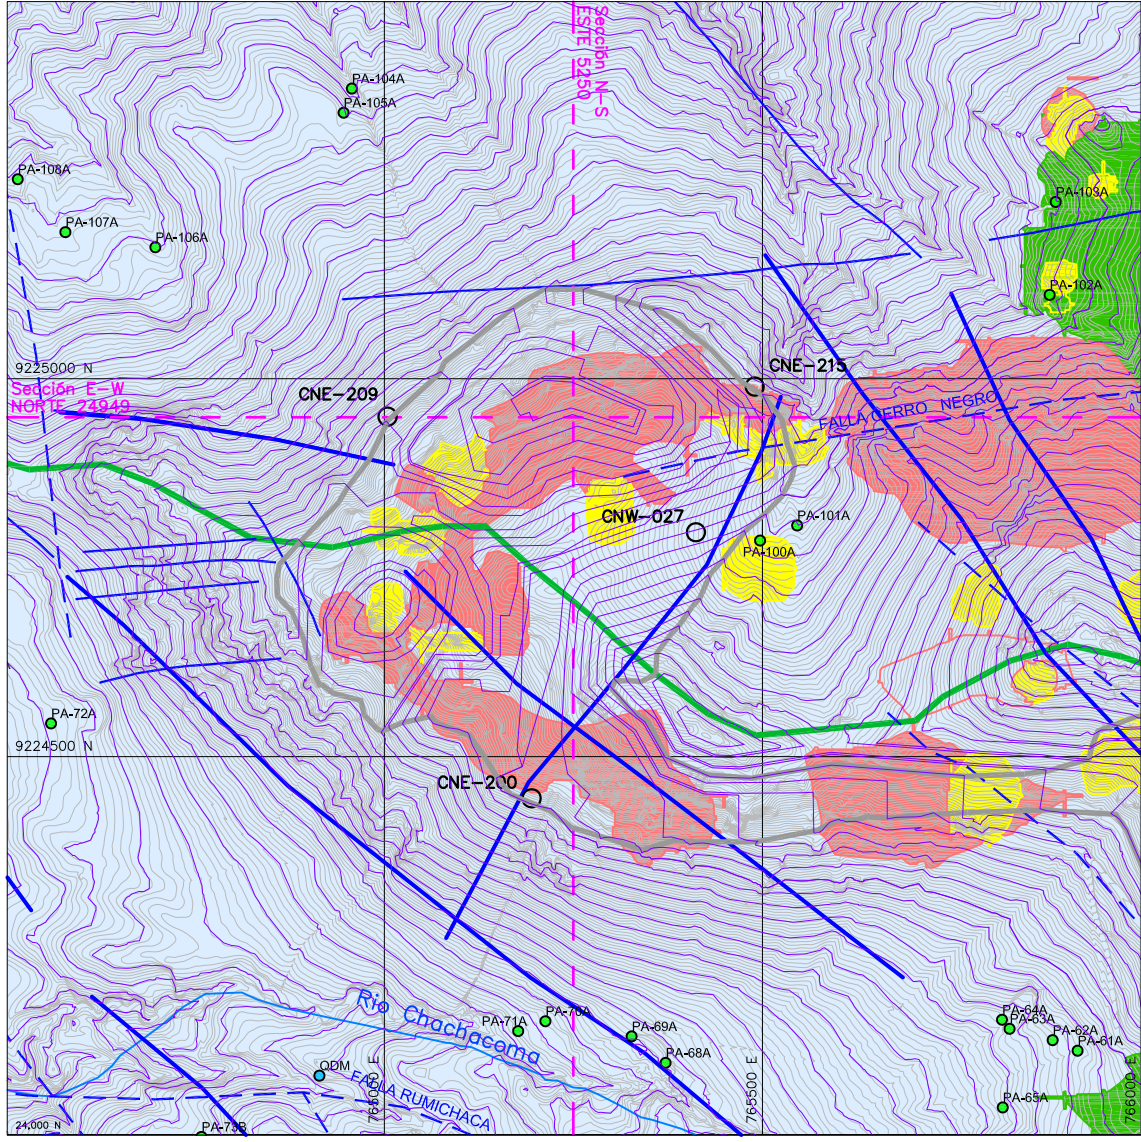 Sección N-S
ESTE 5250
PA-104A
PA-105A
PA-108A
PA-103A
PA-107A
PA-106A
PA-102A
9225000 N
CNE-215
Sección E-W
NORTE 24949
CNE-209
FALLA CERRO NEGRO
CNW-027
PA-101A
PA-100A
PA-72A
9224500 N
CNE-200
Rio Chachacoma
PA-71A
PA-70A
PA-69A
PA-68A
PA-64A
PA-63A
PA-62A
PA-61A
ODM
FALLA RUMICHACA
765000 E
765500 E
766000 E
PA-65A
24,000 N
PA-73B